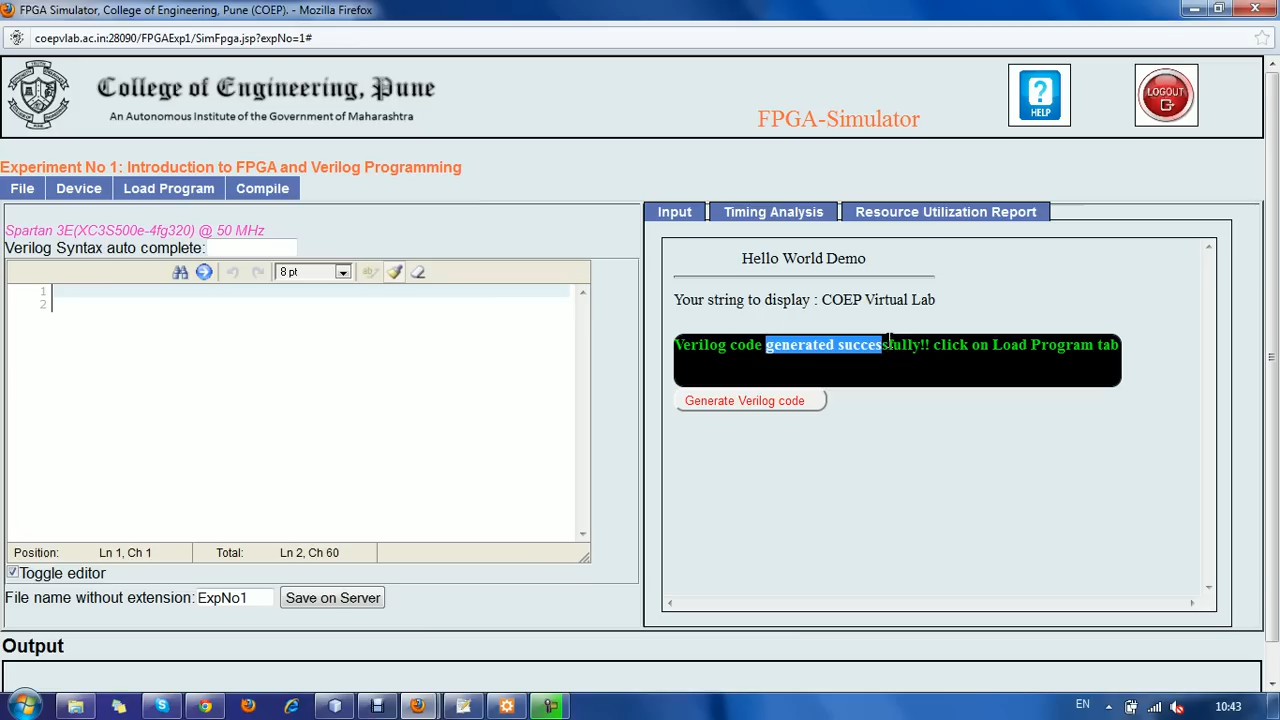 FPGA Simulator, College of Engineering, Pune (COEP). - Mozilla Firefox
coepvlab.ac.in:28090/FPGAExp1/SimFpga.jsp?expNo=1#
College of Engineering, Pune
An Autonomous Institute of the Government of Maharashtra
FPGA-Simulator
?
HELP
LOGOUT
Experiment No 1: Introduction to FPGA and Verilog Programming
File
Device
Load Program
Compile
Input
Timing Analysis
Resource Utilization Report
Spartan 3E(XC3S500e-4fg320) @ 50 MHz
Verilog Syntax auto complete:
8 pt
1
2
Hello World Demo
Your string to display : COEP Virtual Lab
Verilog code generated successfully!! click on Load Program tab
Generate Verilog code
Position: Ln 1, Ch 1 Total: Ln 2, Ch 60
Toggle editor
File name without extension: ExpNo1 Save on Server
Output
EN
10:43